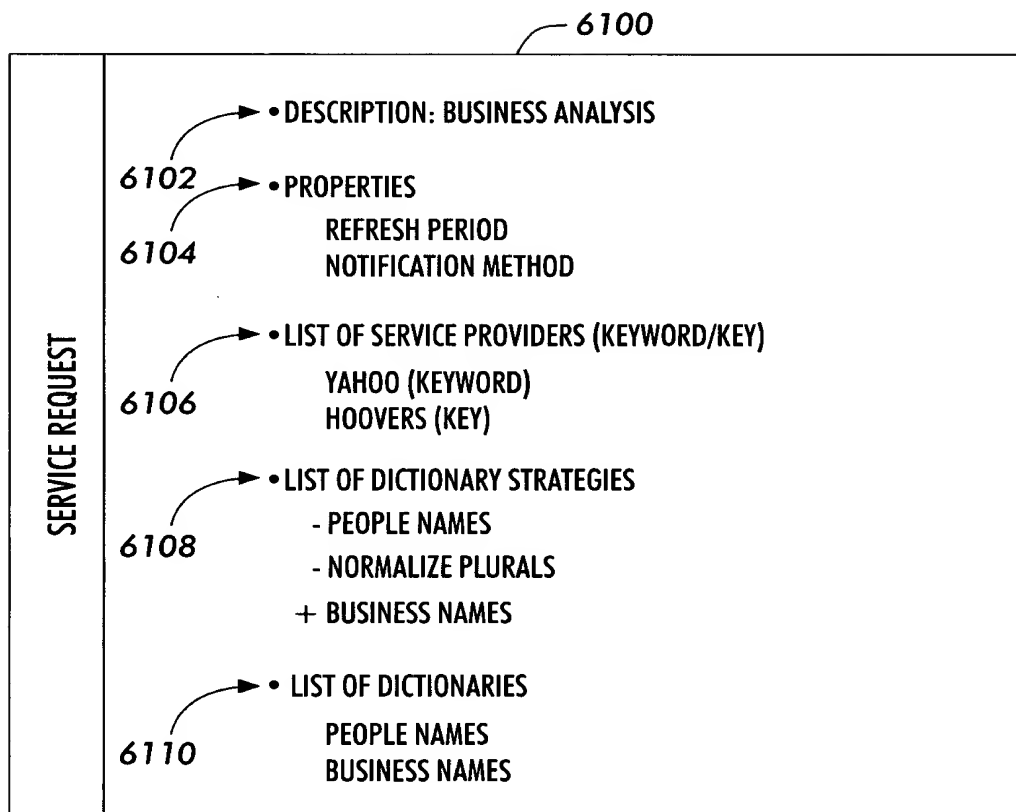 6100
SERVICE REQUEST
• DESCRIPTION: BUSINESS ANALYSIS
6102
• PROPERTIES
6104
REFRESH PERIOD
NOTIFICATION METHOD
• LIST OF SERVICE PROVIDERS (KEYWORD/KEY)
6106
YAHOO (KEYWORD)
HOOVERS (KEY)
• LIST OF DICTIONARY STRATEGIES
6108
- PEOPLE NAMES
- NORMALIZE PLURALS
+ BUSINESS NAMES
• LIST OF DICTIONARIES
6110
PEOPLE NAMES
BUSINESS NAMES